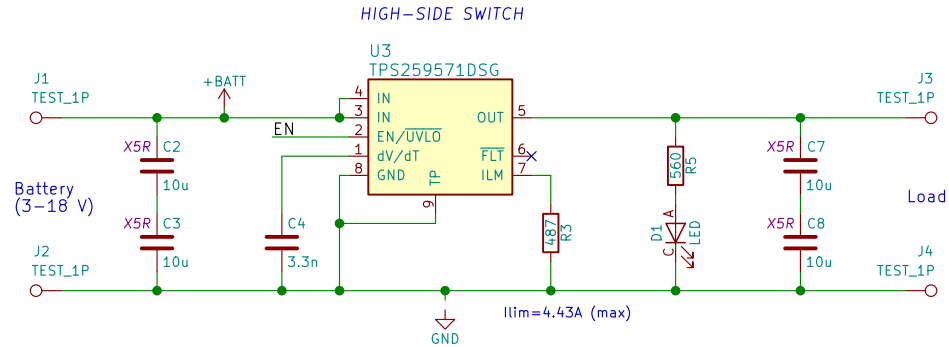 HIGH-SIDE SWITCH
U3
TPS259571DSG
J1
TEST_1P
+BATT
J3
TEST_1P
4 IN
3 IN
OUT 5
EN
2 EN/UVLO
1 dV/dT
FLT 6
8 GND
ILM 7
TP
9
X5R C2
10u
X5R C7
10u
560
R5
Battery
(3-18 V)
Load
X5R C3
10u
C4
3.3n
487
R3
A
D1
LED
C
X5R C8
10u
J2
TEST_1P
J4
TEST_1P
Ilim=4.43A (max)
GND